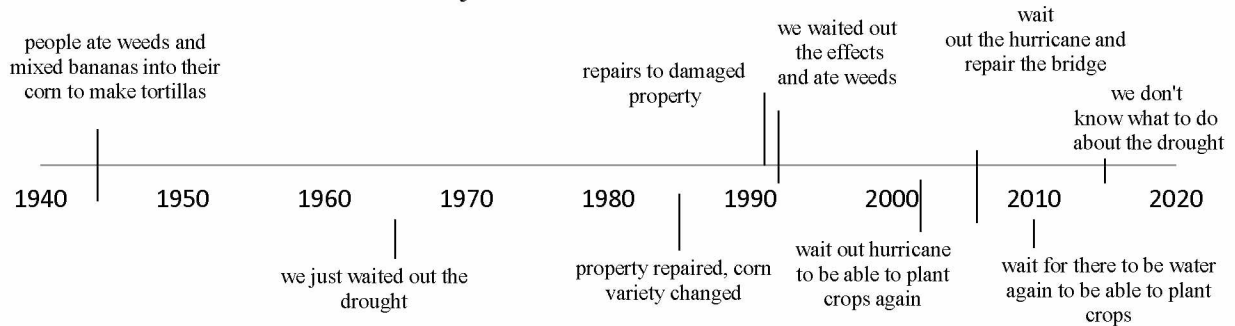 people ate weeds and
mixed bananas into their
corn to make tortillas
repairs to damaged
property
we waited out
the effects
and ate weeds
wait
out the hurricane and
repair the bridge
we don't
know what to do
about the drought
1940 1950 1960 1970 1980 1990 2000 2010 2020
we just waited out the
drought
property repaired, corn
variety changed
wait out hurricane
to be able to plant
crops again
wait for there to be water
again to be able to plant
crops